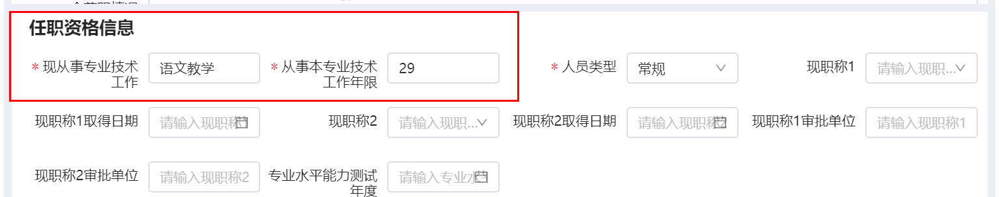 任职资格信息
* 现从事专业技术工作 语文教学 * 从事本专业技术工作年限 29 * 人员类型 常规 现职称1 请输入现职...
现职称1取得日期 请输入现职称 现职称2 请输入现职... 现职称2取得日期 请输入现职称2 现职称1审批单位 请输入现职称1
现职称2审批单位 请输入现职称2 专业水平能力测试年度 请输入专业水